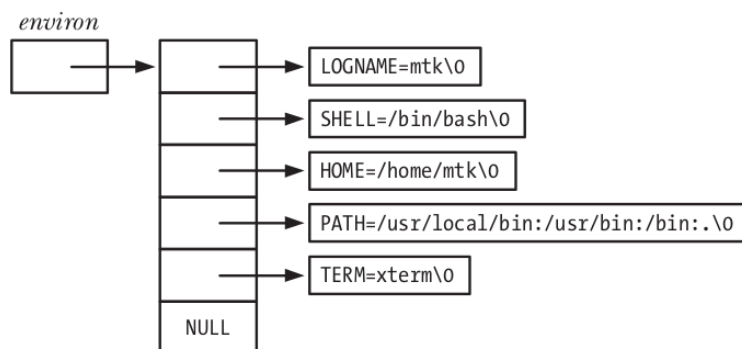 environ
LOGNAME=mtk\0
SHELL=/bin/bash\0
HOME=/home/mtk\0
PATH=/usr/local/bin:/usr/bin:/bin:.\0
TERM=xterm\0
NULL